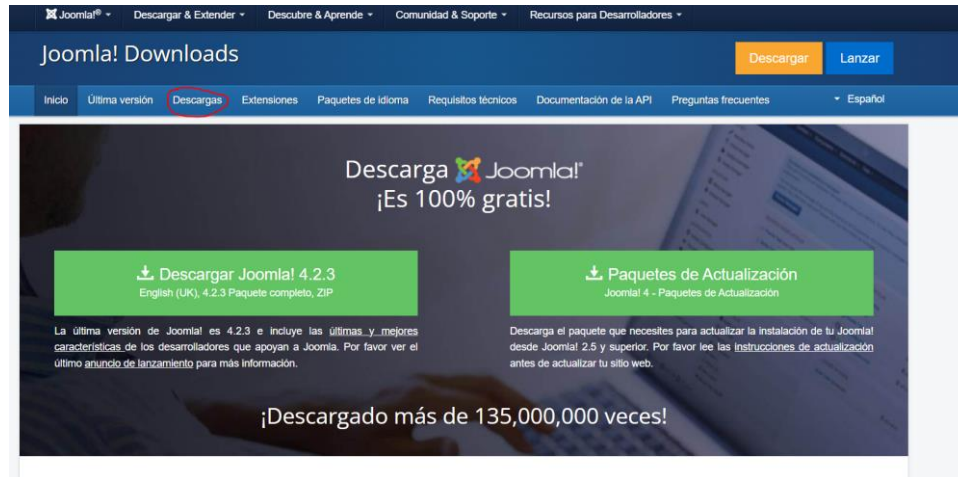 Joomla!® Descargar & Extender Descubre & Aprende Comunidad & Soporte Recursos para Desarrolladores
Joomla! Downloads
Descargar Lanzar
Inicio Última versión Descargas Extensiones Paquetes de idioma Requisitos técnicos Documentación de la API Preguntas frecuentes Español
Descarga Joomla!®
¡Es 100% gratis!
Descargar Joomla! 4.2.3
English (UK), 4.2.3 Paquete completo, ZIP
La última versión de Joomla! es 4.2.3 e incluye las últimas y mejores
características de los desarrolladores que apoyan a Joomla. Por favor ver el
último anuncio de lanzamiento para más información.
Paquetes de Actualización
Joomla! 4 - Paquetes de Actualización
Descarga el paquete que necesites para actualizar la instalación de tu Joomla!
desde Joomla! 2.5 y superior. Por favor lee las instrucciones de actualización
antes de actualizar tu sitio web.
¡Descargado más de 135,000,000 veces!